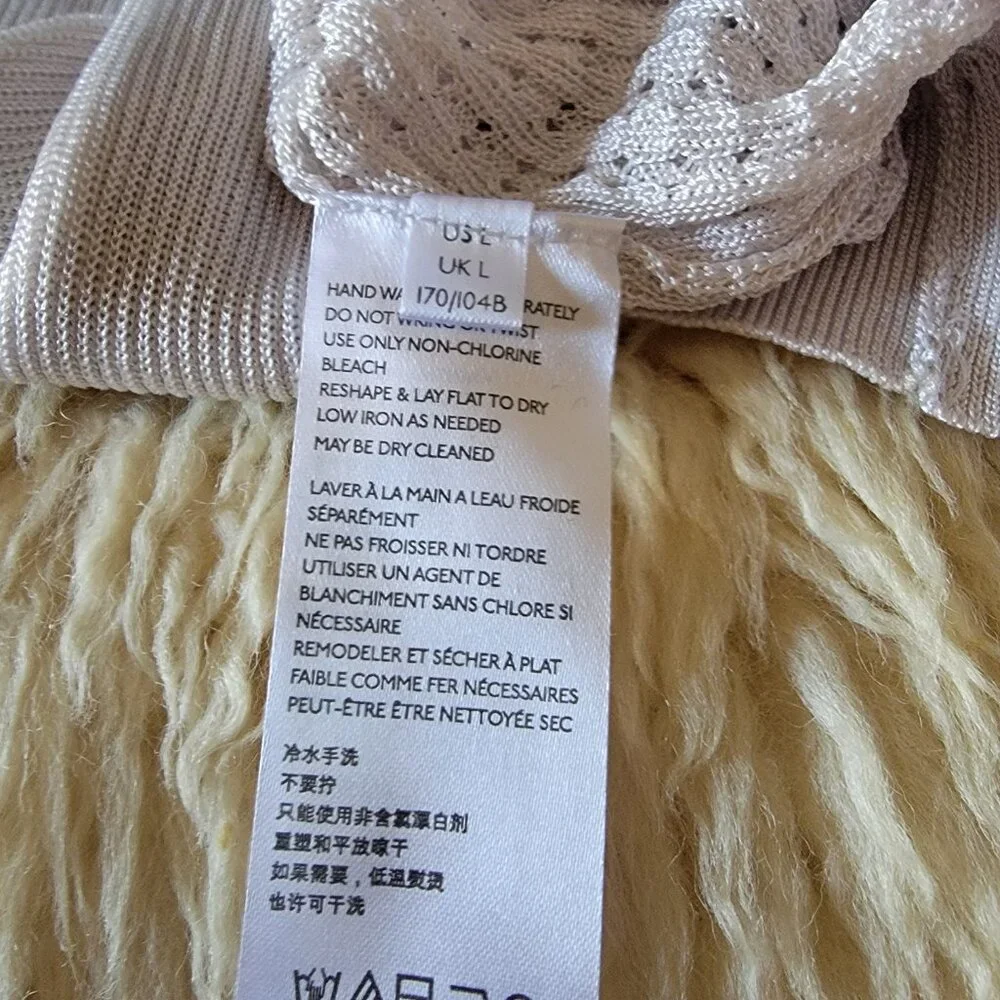 US L
UK L
170/104B
HAND WA RATELY
DO NOT WRING OR TWIST
USE ONLY NON-CHLORINE
BLEACH
RESHAPE & LAY FLAT TO DRY
LOW IRON AS NEEDED
MAY BE DRY CLEANED
LAVER À LA MAIN A LEAU FROIDE
SÉPARÉMENT
NE PAS FROISSER NI TORDRE
UTILISER UN AGENT DE
BLANCHIMENT SANS CHLORE SI
NÉCESSAIRE
REMODELER ET SÉCHER À PLAT
FAIBLE COMME FER NÉCESSAIRES
PEUT-ÊTRE ÊTRE NETTOYÉE SEC
冷水手洗
不要拧
只能使用非含氯漂白剂
重塑和平放晾干
如果需要，低温熨烫
也许可干洗